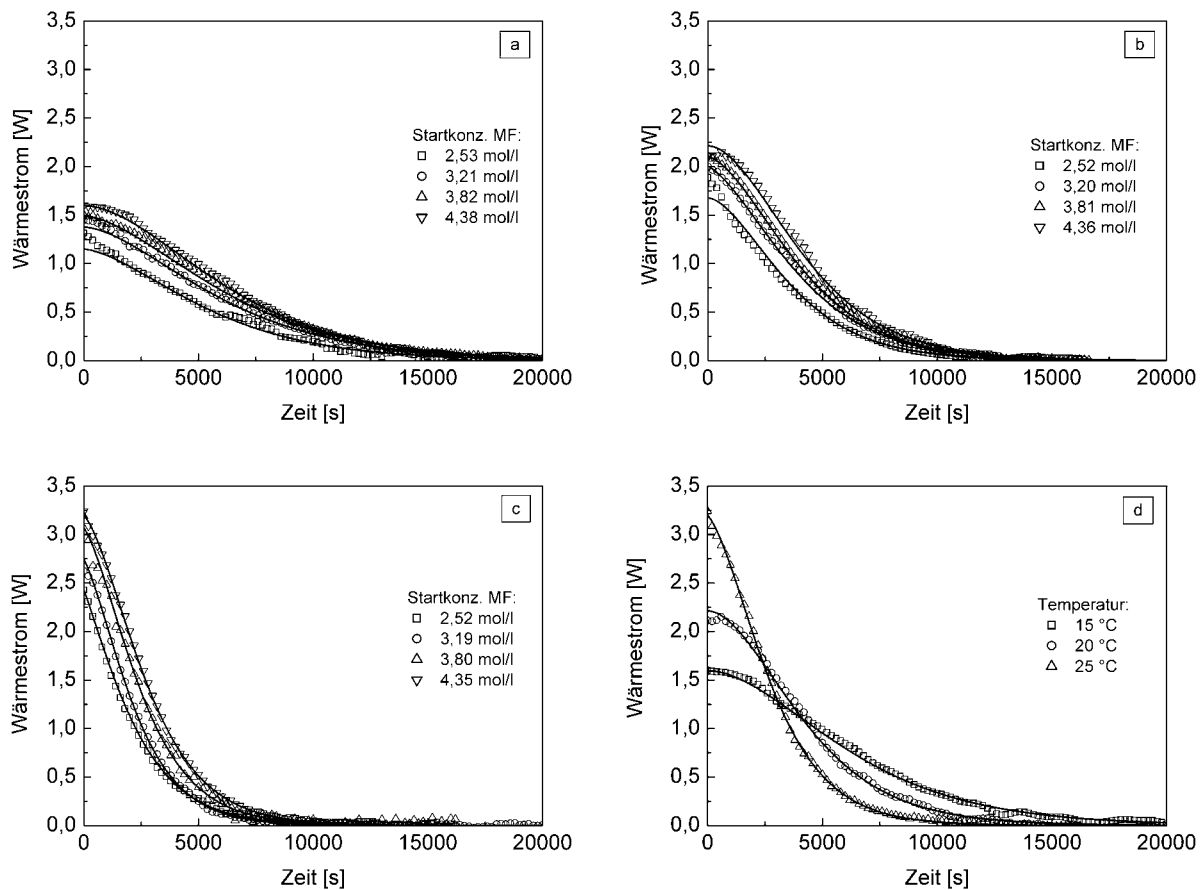 a
Wärmestrom [W]
3,5
3,0
2,5
2,0
1,5
1,0
0,5
0,0
Startkonz. MF:
2,53 mol/l
3,21 mol/l
3,82 mol/l
4,38 mol/l
0 5000 10000 15000 20000
Zeit [s]
b
Wärmestrom [W]
3,5
3,0
2,5
2,0
1,5
1,0
0,5
0,0
Startkonz. MF:
2,52 mol/l
3,20 mol/l
3,81 mol/l
4,36 mol/l
0 5000 10000 15000 20000
Zeit [s]
c
Wärmestrom [W]
3,5
3,0
2,5
2,0
1,5
1,0
0,5
0,0
Startkonz. MF:
2,52 mol/l
3,19 mol/l
3,80 mol/l
4,35 mol/l
0 5000 10000 15000 20000
Zeit [s]
d
Wärmestrom [W]
3,5
3,0
2,5
2,0
1,5
1,0
0,5
0,0
Temperatur:
15 °C
20 °C
25 °C
0 5000 10000 15000 20000
Zeit [s]